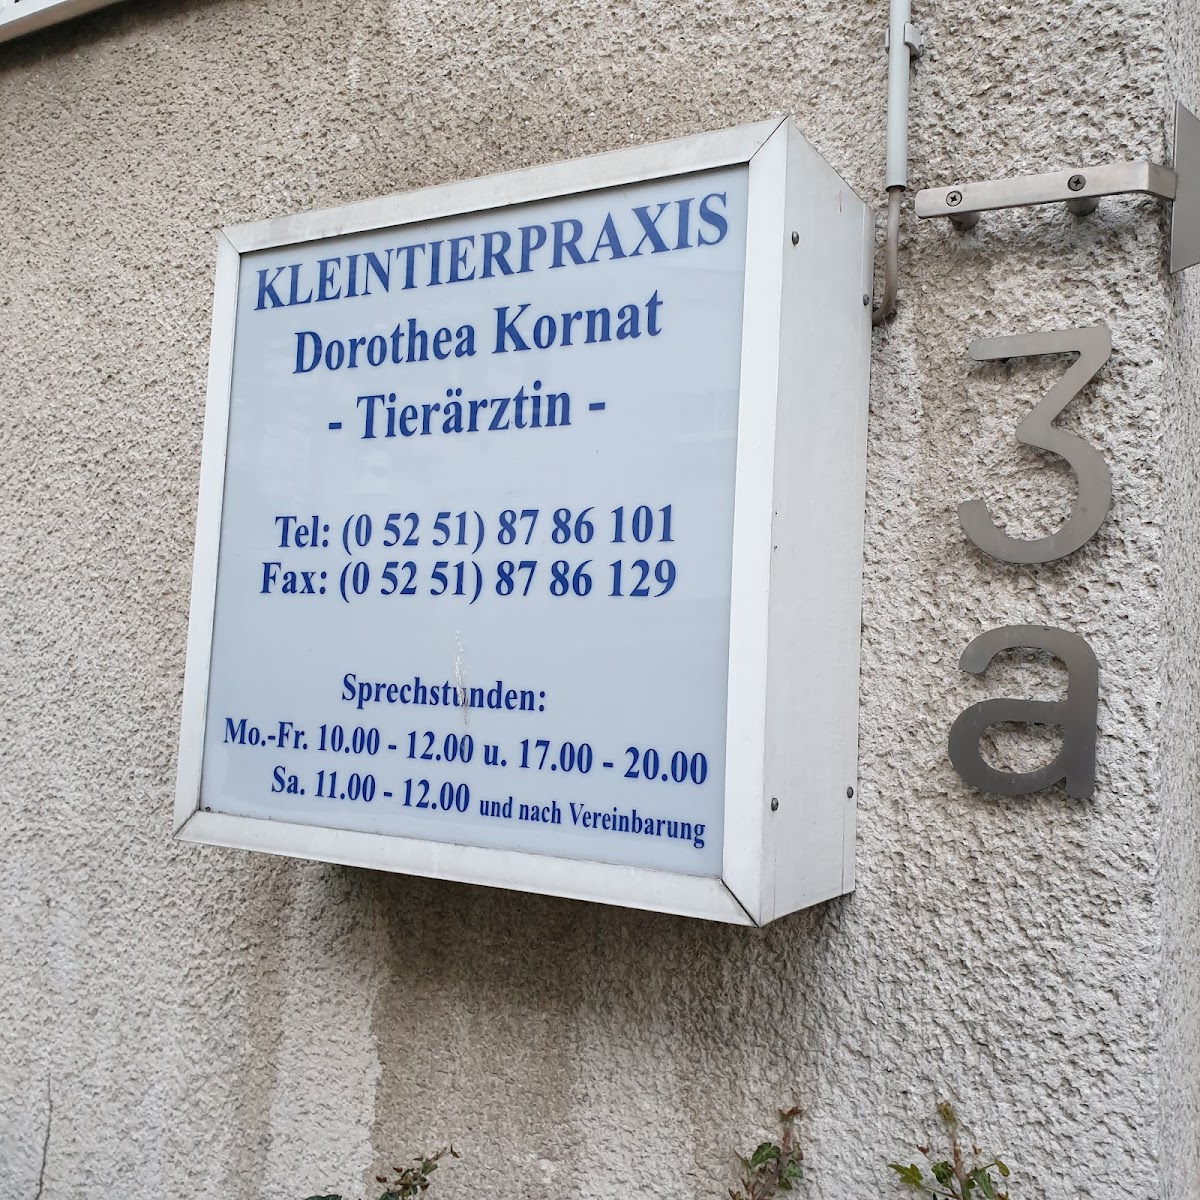 KLEINTIERPRAXIS
Dorothea Kornat
- Tierärztin -
Tel: (0 52 51) 87 86 101
Fax: (0 52 51) 87 86 129
Sprechstunden:
Mo.-Fr. 10.00 - 12.00 u. 17.00 - 20.00
Sa. 11.00 - 12.00 und nach Vereinbarung
3
a